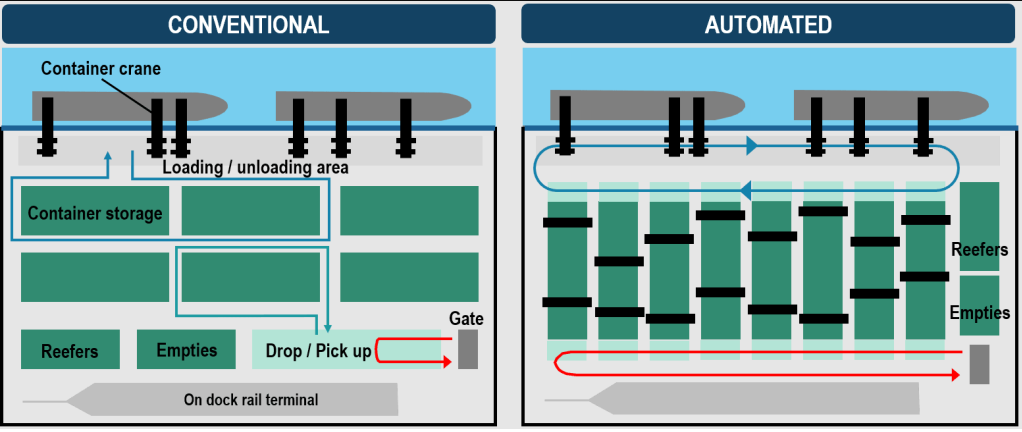 CONVENTIONAL
AUTOMATED
Container crane
Loading / unloading area
Container storage
Gate
Reefers
Empties
Drop / Pick up
On dock rail terminal
Reefers
Empties